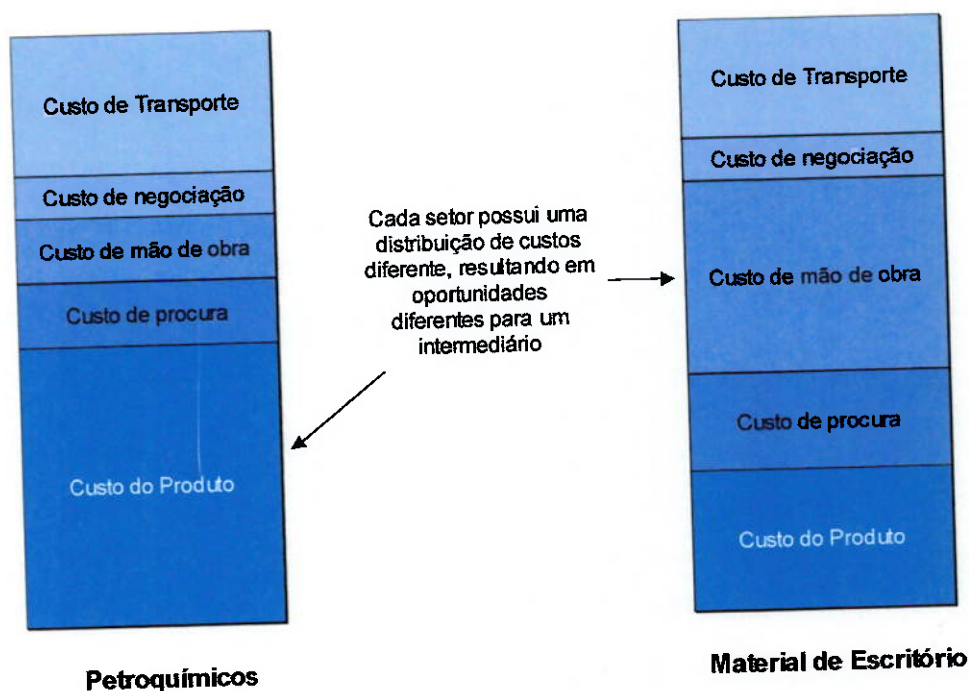 Custo de Transporte
Custo de negociação
Custo de mão de obra
Custo de procura
Custo do Produto
Petroquímicos
Cada setor possui uma
distribuição de custos
diferente, resultando em
oportunidades
diferentes para um
intermediário
Custo de Transporte
Custo de negociação
Custo de mão de obra
Custo de procura
Custo do Produto
Material de Escritório